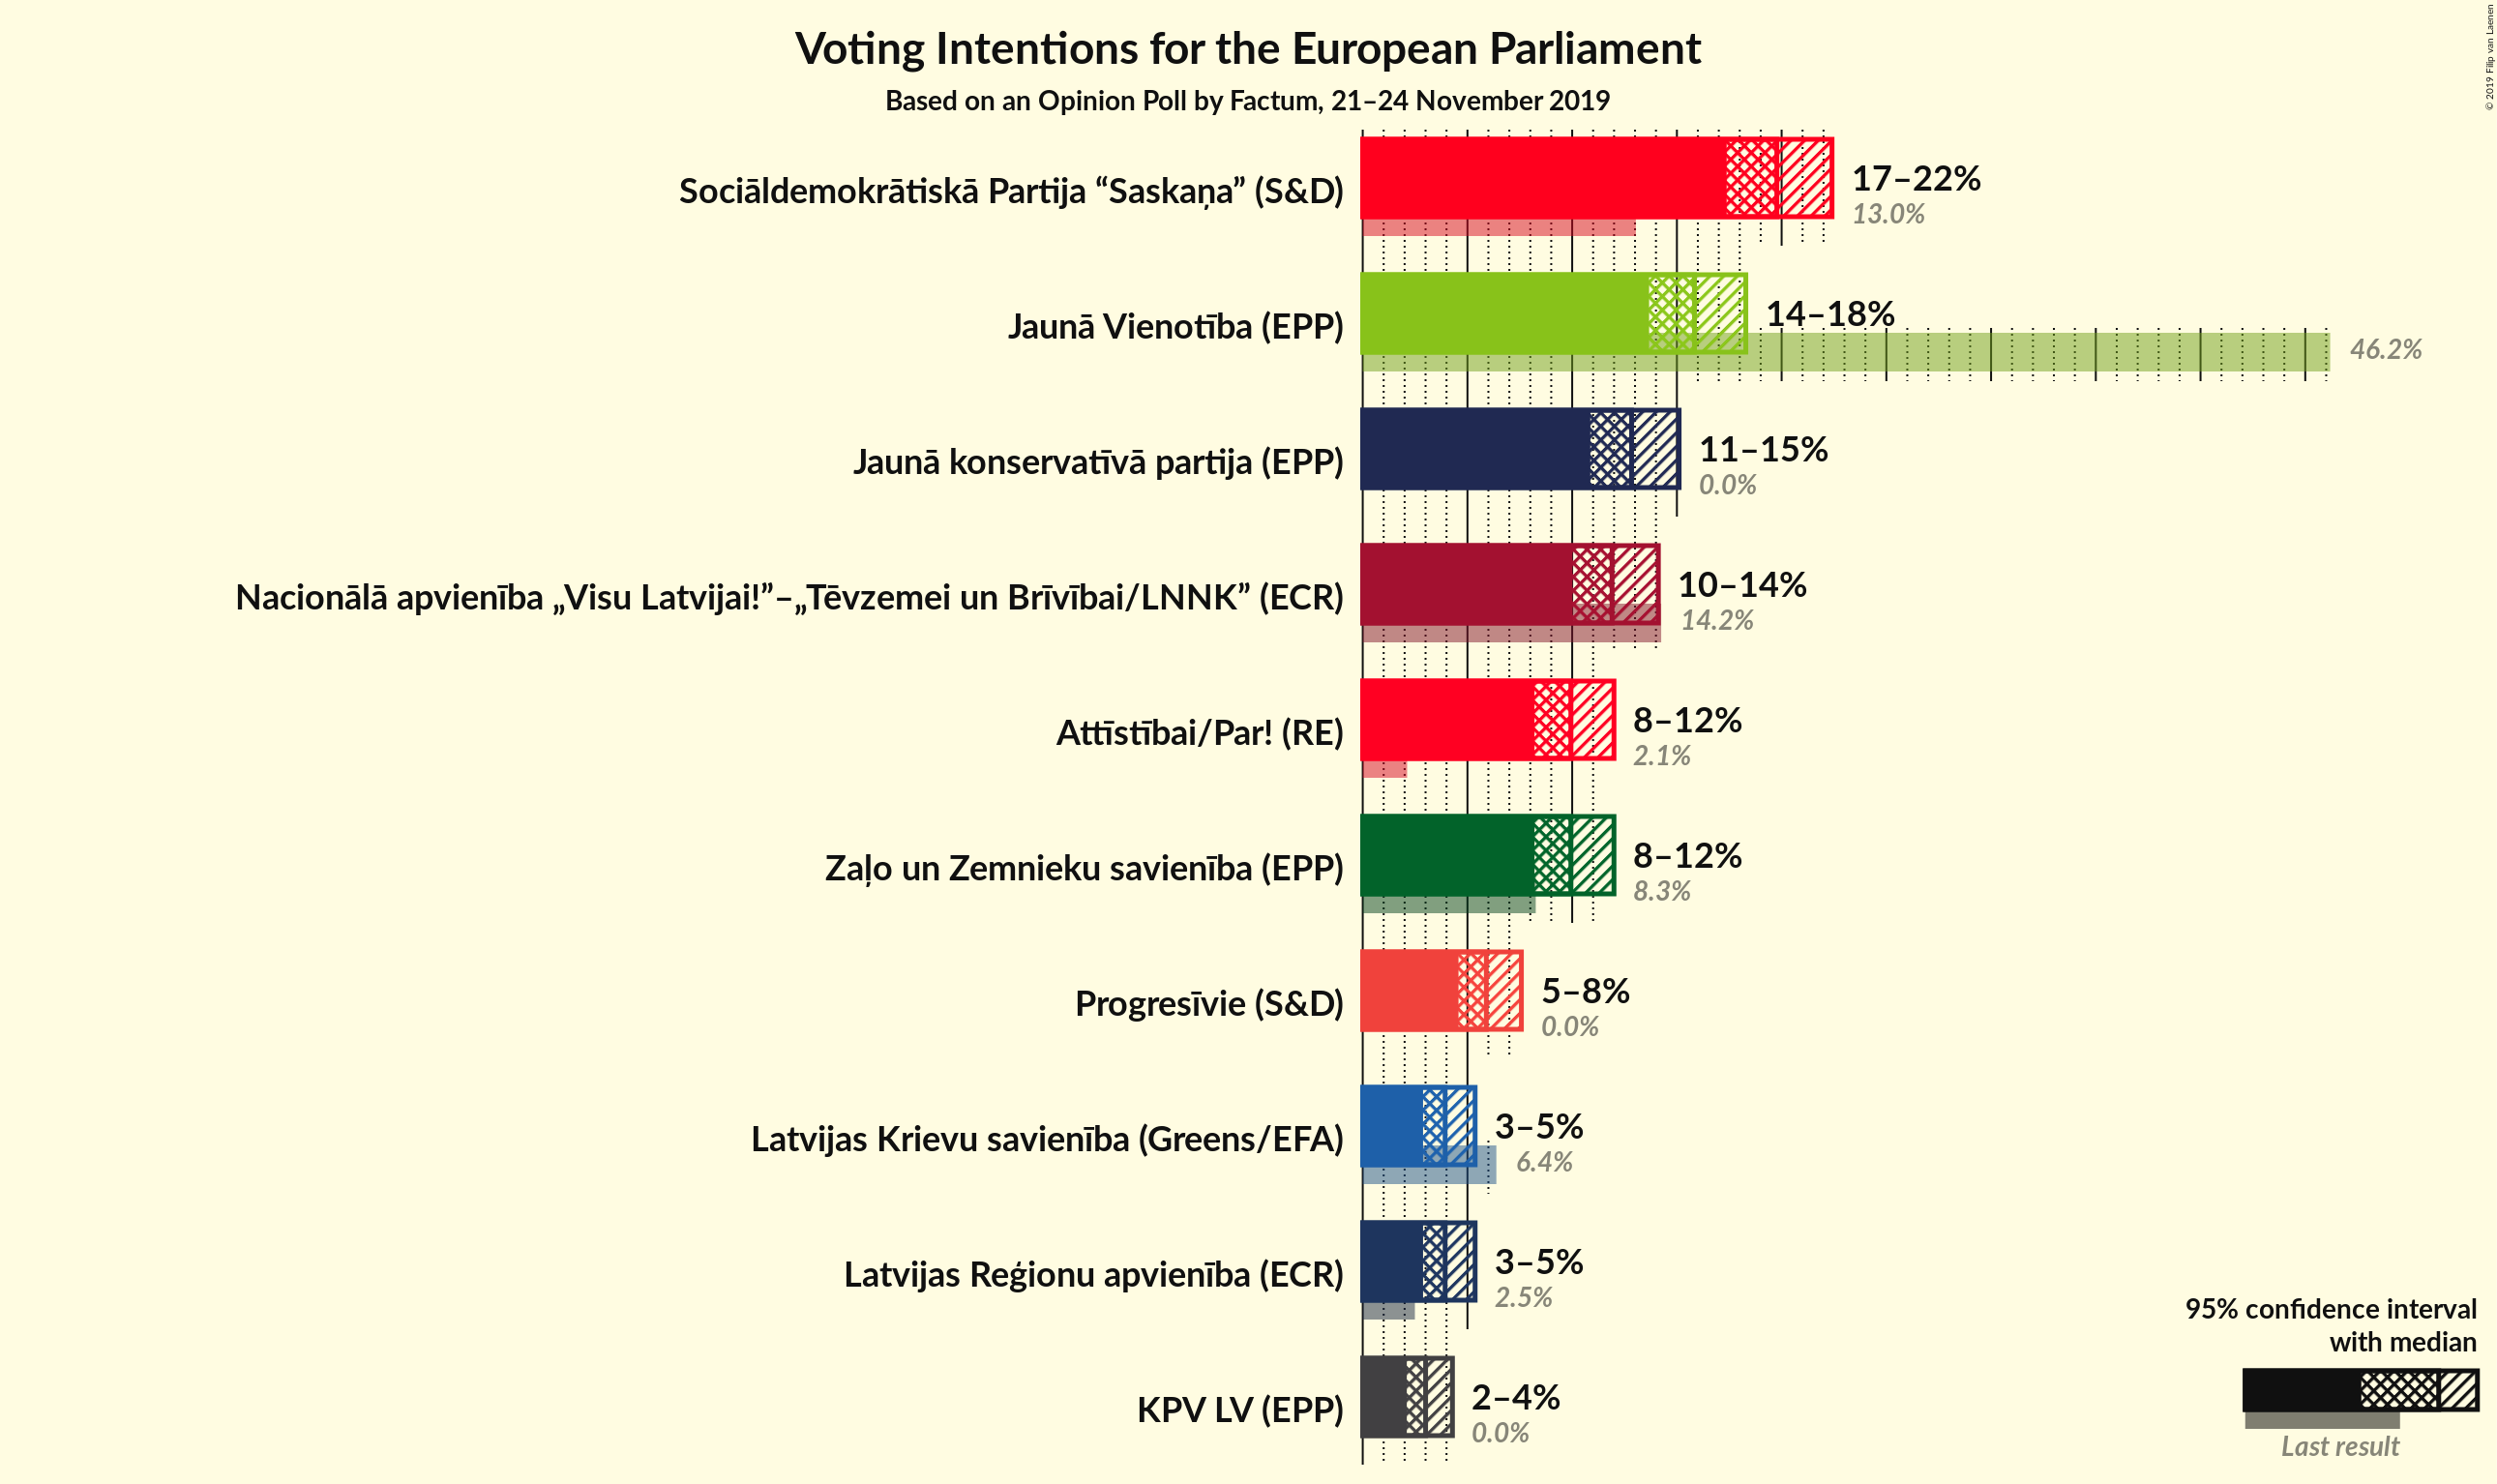 Voting Intentions for the European Parliament
Based on an Opinion Poll by Factum, 21–24 November 2019
© 2019 Filip van Laenen
Sociāldemokrātiskā Partija “Saskaņa” (S&D)
17–22%
13.0%
Jaunā Vienotība (EPP)
14–18%
46.2%
Jaunā konservatīvā partija (EPP)
11–15%
0.0%
Nacionālā apvienība „Visu Latvijai!”–„Tēvzemei un Brīvībai/LNNK” (ECR)
10–14%
14.2%
Attīstībai/Par! (RE)
8–12%
2.1%
Zaļo un Zemnieku savienība (EPP)
8–12%
8.3%
Progresīvie (S&D)
5–8%
0.0%
Latvijas Krievu savienība (Greens/EFA)
3–5%
6.4%
Latvijas Reģionu apvienība (ECR)
3–5%
2.5%
KPV LV (EPP)
2–4%
0.0%
95% confidence interval
with median
Last result